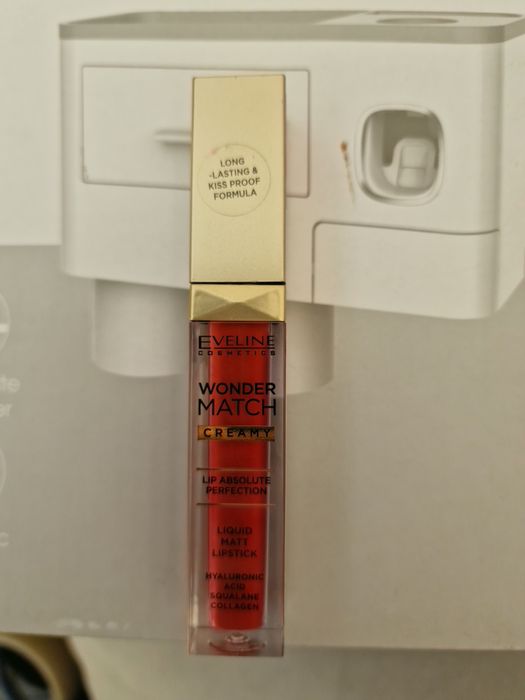 LONG
-LASTING &
KISS PROOF
FORMULA
EVELINE
COSMETICS
WONDER
MATCH
CREAMY
LIP ABSOLUTE
PERFECTION
LIQUID
MATT
LIPSTICK
HYALURONIC
ACID
SQUALANE
COLLAGEN